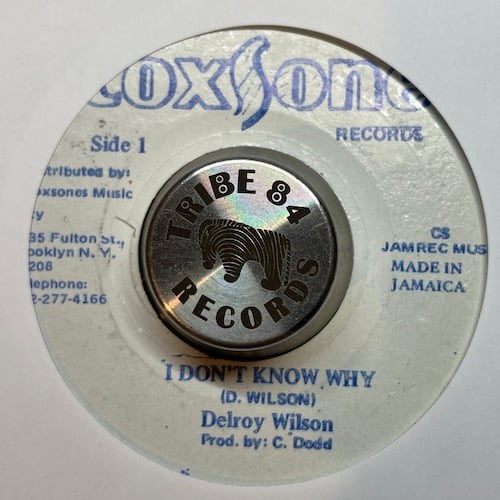 oxsone
RECORDS
Side 1
tributed by:
oxsones Music
y
35 Fulton St.,
ooklyn N. Y.
208
lephone:
2-277-4166
TRIBE 84
RECORDS
CS
JAMREC MUS
MADE IN
JAMAICA
I DON'T KNOW WHY
(D. WILSON)
Delroy Wilson
Prod. by: C. Dodd